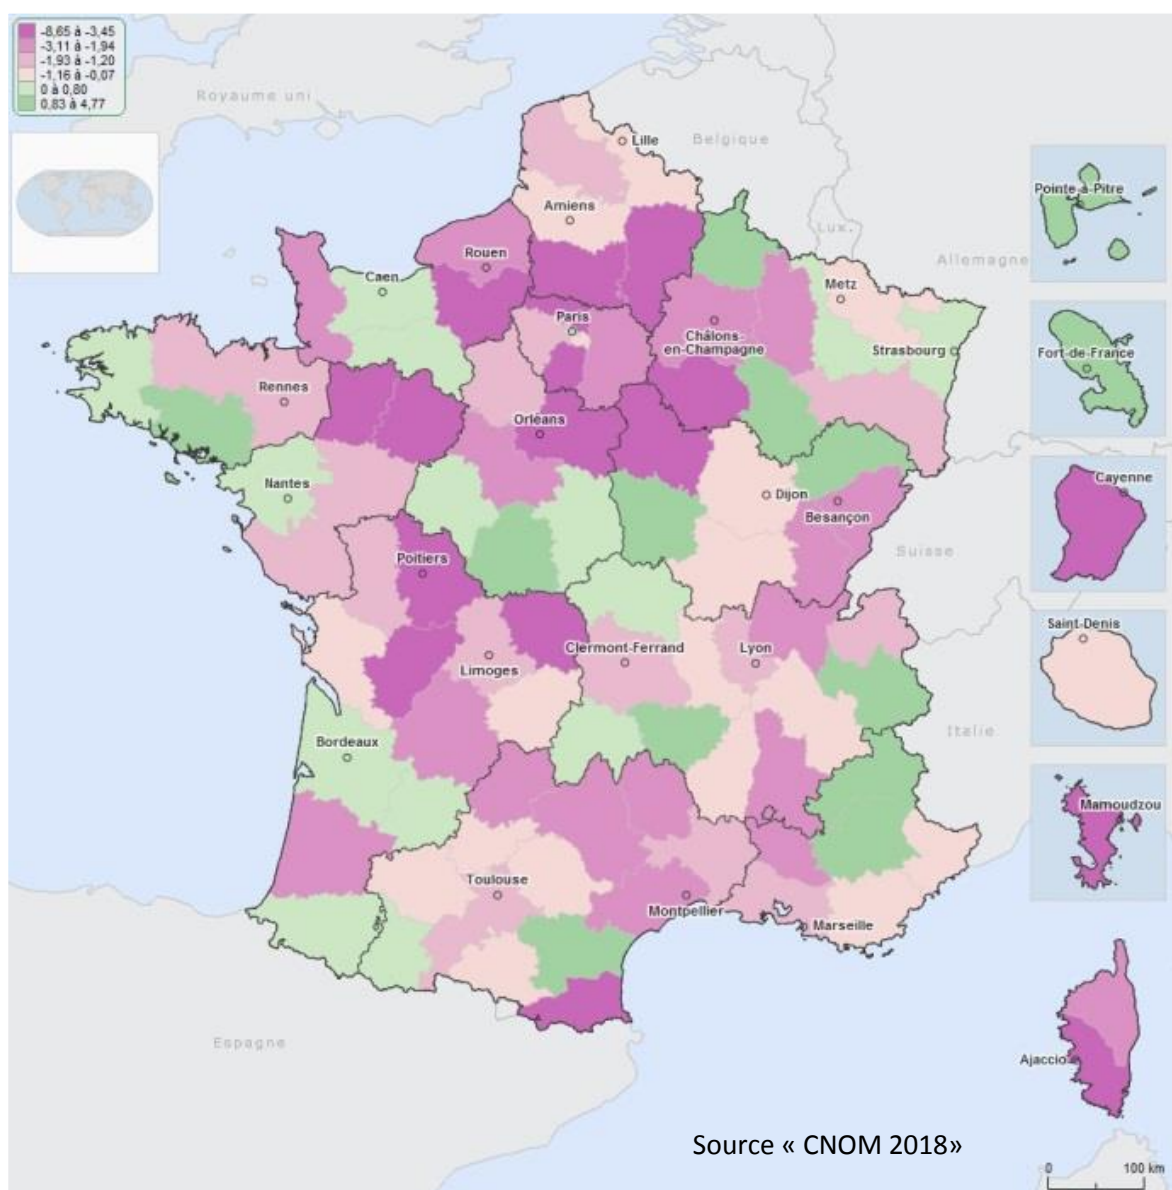 -8,65 à -3,45
-3,11 à -1,94
-1,93 à -1,20
-1,16 à -0,07
0 à 0,80
0,83 à 4,77
Royaume uni
Belgique
Lille
Amiens
Lux.
Allemagne
Rouen
Caen
Metz
Paris
Châlons-
en-Champagne
Strasbourg
Rennes
Orléans
Nantes
Dijon
Besançon
Suisse
Poitiers
Limoges
Clermont-Ferrand
Lyon
Italie
Bordeaux
Toulouse
Montpellier
Marseille
Espagne
Pointe-à-Pitre
Fort-de-France
Cayenne
Saint-Denis
Mamoudzou
Ajaccio
Source « CNOM 2018»
0 100 km